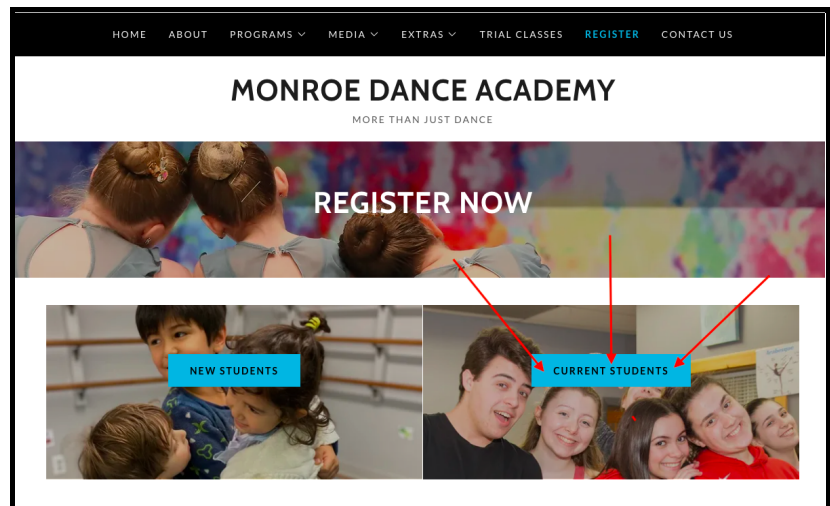 HOME ABOUT PROGRAMS MEDIA EXTRAS TRIAL CLASSES REGISTER CONTACT US
MONROE DANCE ACADEMY
MORE THAN JUST DANCE
REGISTER NOW
NEW STUDENTS CURRENT STUDENTS